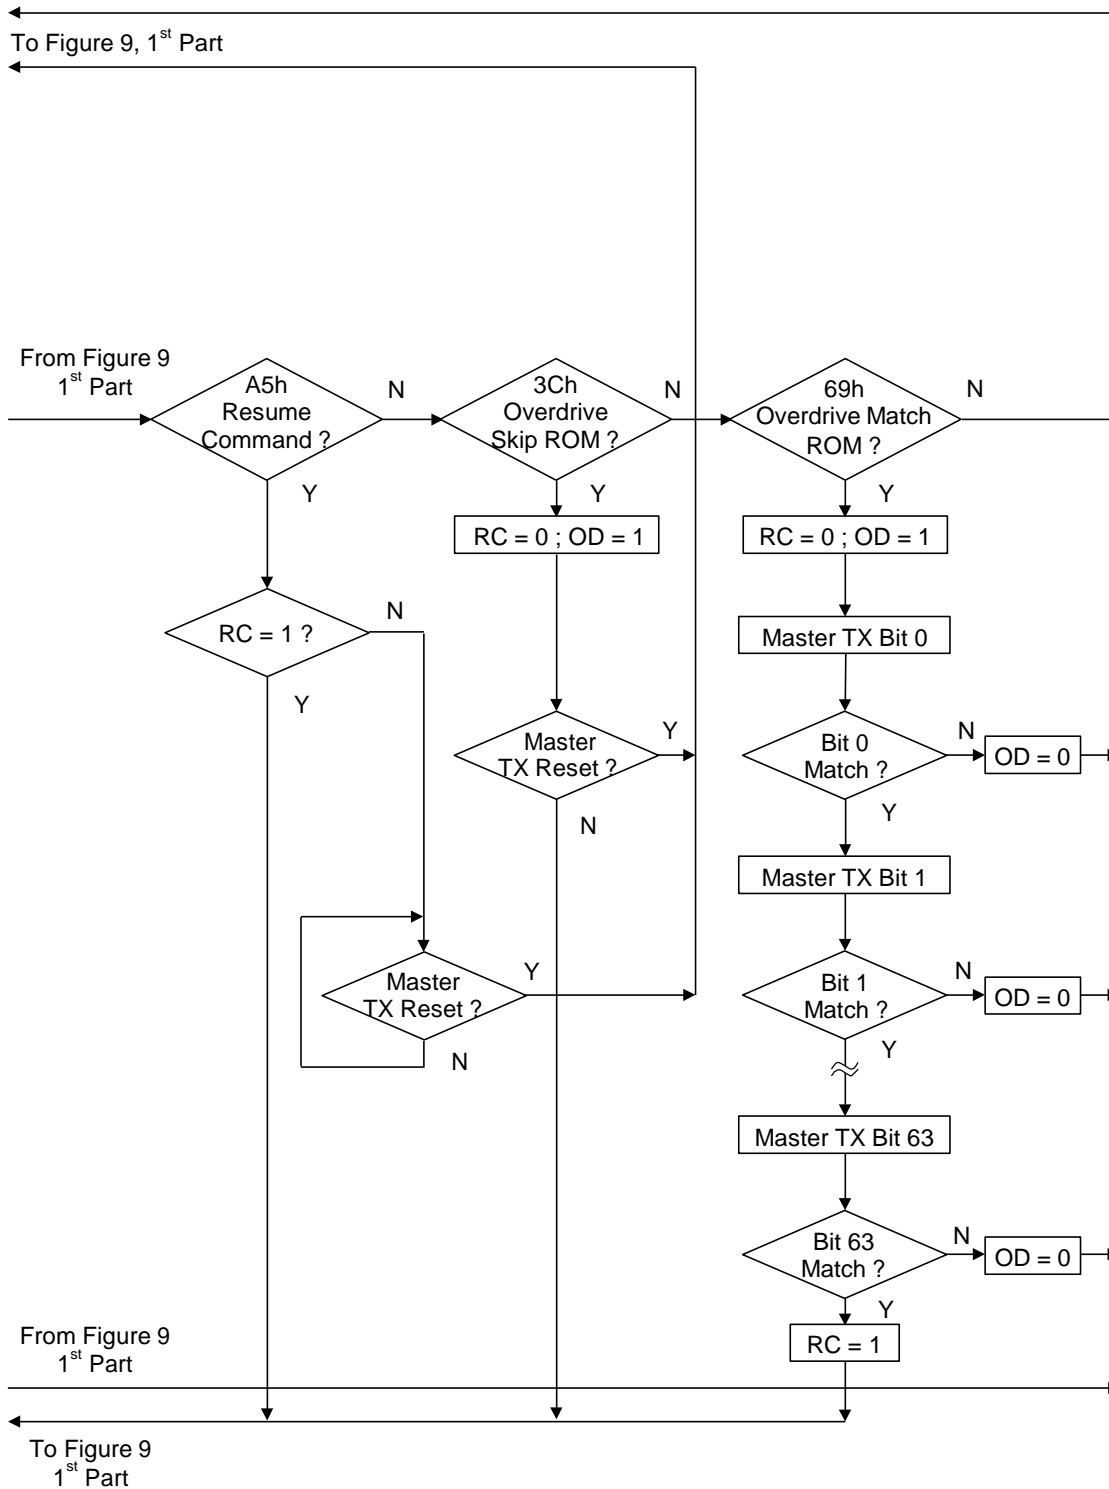 To Figure 9, 1st Part
From Figure 9
1st Part
A5h
Resume
Command ?
N
Y
3Ch
Overdrive
Skip ROM ?
N
Y
69h
Overdrive Match
ROM ?
N
Y
RC = 0 ; OD = 1
RC = 0 ; OD = 1
RC = 1 ?
N
Y
Master TX Bit 0
Master
TX Reset ?
Y
N
Bit 0
Match ?
N
OD = 0
Y
Master TX Bit 1
Master
TX Reset ?
Y
N
Bit 1
Match ?
N
OD = 0
Y
Master TX Bit 63
Bit 63
Match ?
N
OD = 0
Y
RC = 1
From Figure 9
1st Part
To Figure 9
1st Part